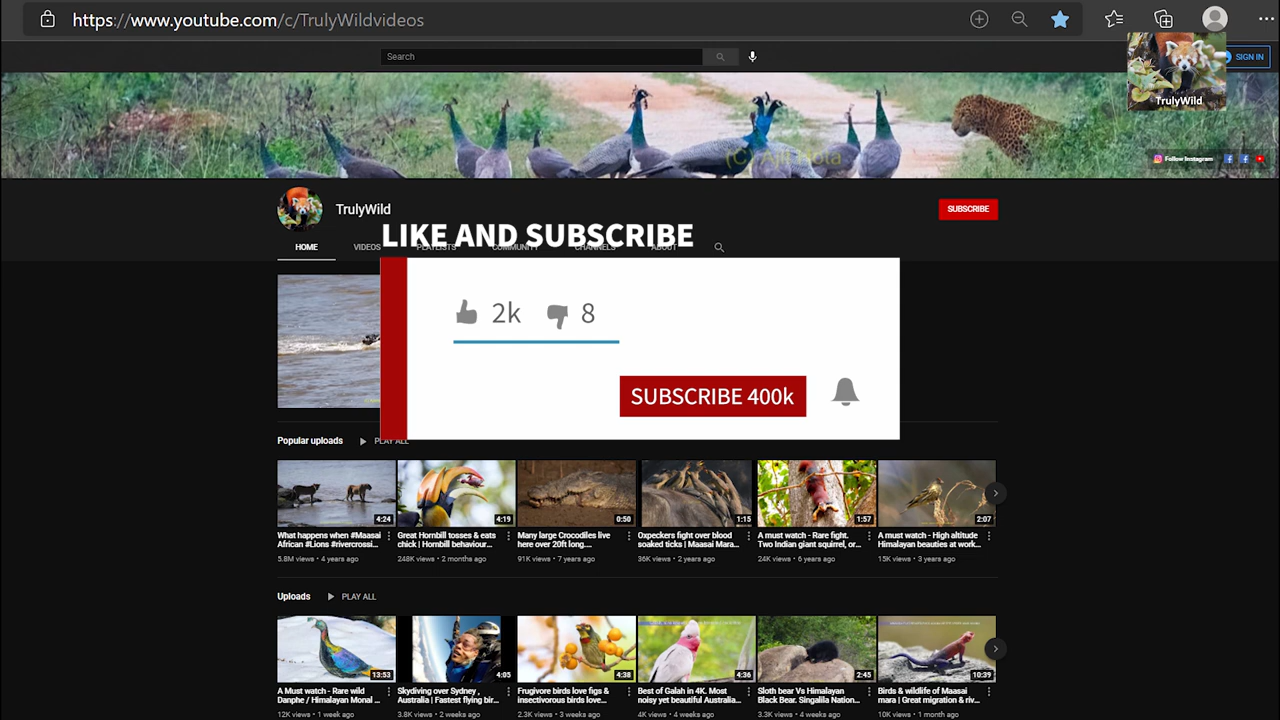 https://www.youtube.com/c/TrulyWildvideos
Search
SIGN IN
TrulyWild
(C) Ajit Hota
Follow Instagram
TrulyWild
SUBSCRIBE
LIKE AND SUBSCRIBE
HOME VIDEOS PLAYLISTS COMMUNITY CHANNELS ABOUT
2k 8
SUBSCRIBE 400k
Popular uploads PLAY ALL
4:24 4:19 0:50 1:15 1:57 2:07
What happens when #Maasai
African #Lions #rivercrossi...
5.8M views • 4 years ago
Great Hornbill tosses & eats
chick | Hornbill behaviour...
248K views • 2 months ago
Many large Crocodiles live
here over 20ft long....
91K views • 7 years ago
Oxpeckers fight over blood
soaked ticks | Maasai Mara...
36K views • 2 years ago
A must watch - Rare fight.
Two Indian giant squirrel, or...
24K views • 6 years ago
A must watch - High altitude
Himalayan beauties at work...
15K views • 3 years ago
Uploads PLAY ALL
13:53 4:05 4:38 4:36 2:45 10:39
A Must watch - Rare wild
Danphe / Himalayan Monal ...
12K views • 1 week ago
Skydiving over Sydney ,
Australia | Fastest flying bir...
3.8K views • 2 weeks ago
Frugivore birds love figs &
insectivorous birds love...
2.3K views • 3 weeks ago
Best of Galah in 4K. Most
noisy yet beautiful Australia...
4K views • 4 weeks ago
Sloth bear Vs Himalayan
Black Bear. Singalila Nation...
3.3K views • 4 weeks ago
Birds & wildlife of Maasai
mara | Great migration & riv...
10K views • 1 month ago